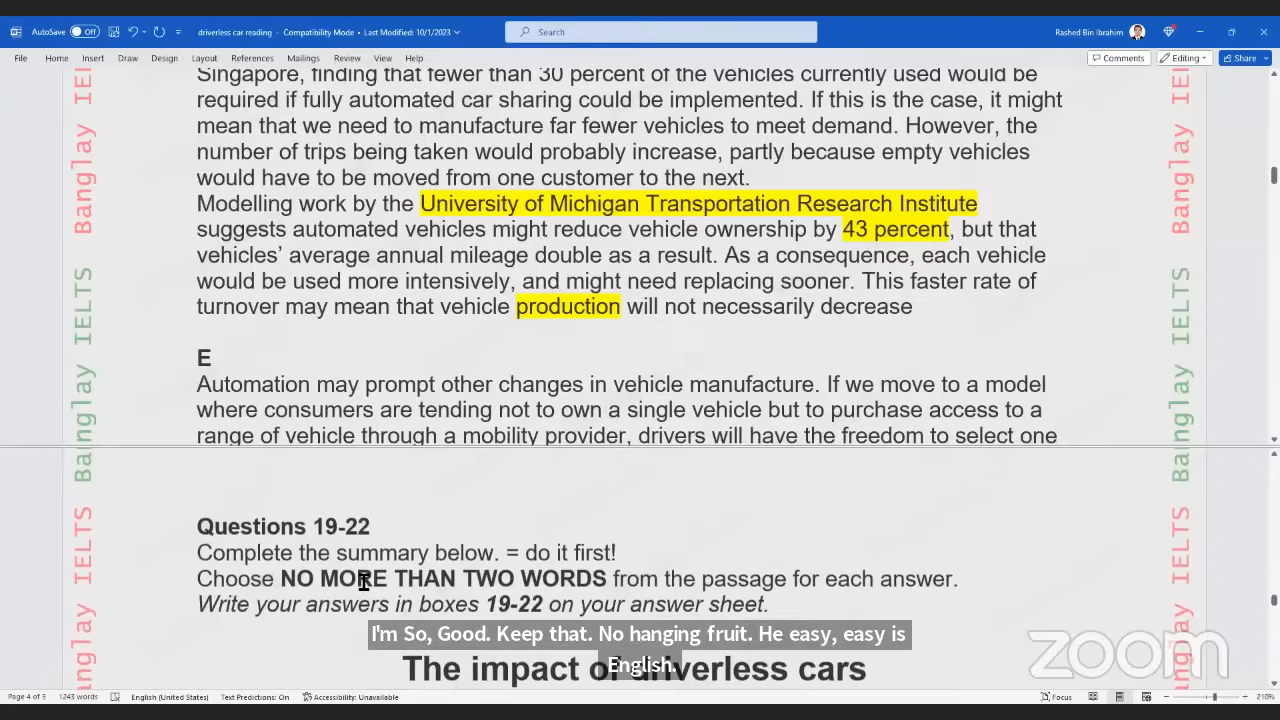 AutoSave Off driverless car reading - Compatibility Mode • Last Modified: 10/1/2023 Search Rashed Bin Ibrahim
File Home Insert Draw Design Layout References Mailings Review View Help Comments Editing Share
Singapore, finding that fewer than 30 percent of the vehicles currently used would be
required if fully automated car sharing could be implemented. If this is the case, it might
mean that we need to manufacture far fewer vehicles to meet demand. However, the
number of trips being taken would probably increase, partly because empty vehicles
would have to be moved from one customer to the next.
Modelling work by the University of Michigan Transportation Research Institute
suggests automated vehicles might reduce vehicle ownership by 43 percent, but that
vehicles’ average annual mileage double as a result. As a consequence, each vehicle
would be used more intensively, and might need replacing sooner. This faster rate of
turnover may mean that vehicle production will not necessarily decrease
E
Automation may prompt other changes in vehicle manufacture. If we move to a model
where consumers are tending not to own a single vehicle but to purchase access to a
range of vehicle through a mobility provider, drivers will have the freedom to select one
Banglay IEL
Banglay IELTS
Banglay IELTS
Banglay IEL
Banglay IELTS
Banglay IELTS
Questions 19-22
Complete the summary below. = do it first!
Choose NO MORE THAN TWO WORDS from the passage for each answer.
Write your answers in boxes 19-22 on your answer sheet.
I'm So, Good. Keep that. No hanging fruit. He easy, easy is
English.
The impact of driverless cars
zoom
Page 4 of 5 1243 words English (United States) Text Predictions: On Accessibility: Unavailable Focus 210%